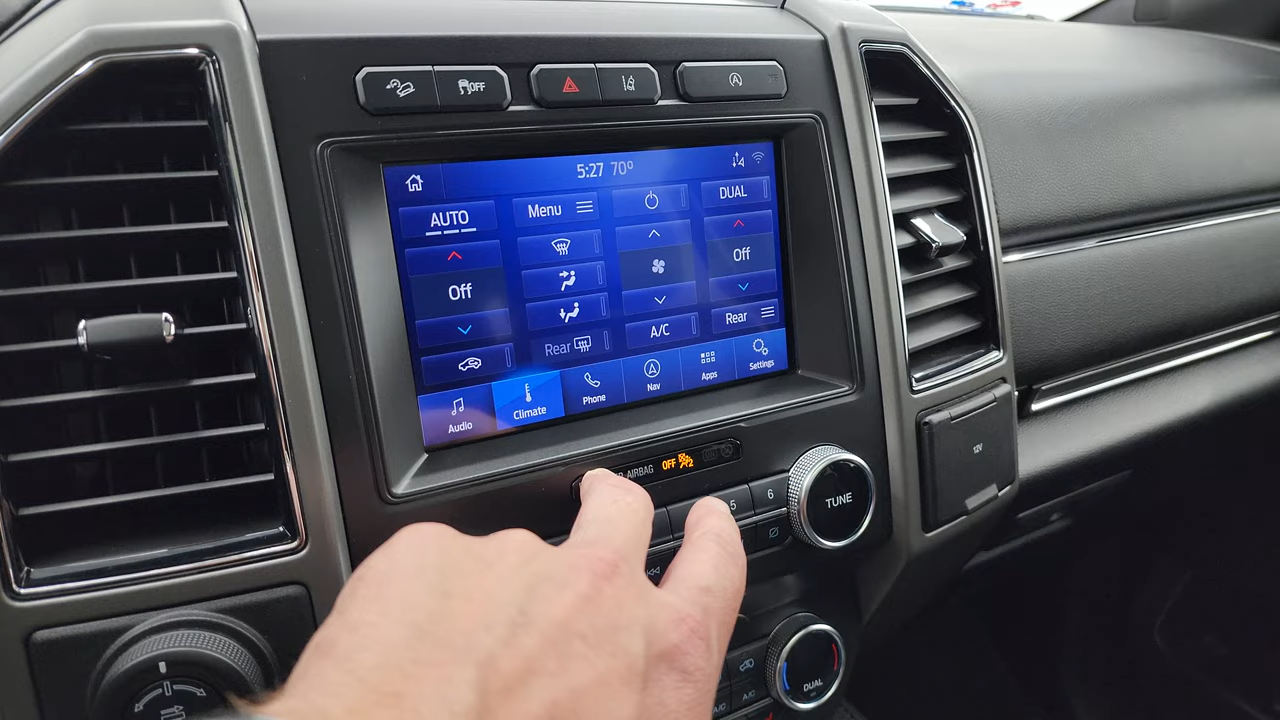 OFF
5:27 70°
AUTO
Menu
DUAL
Off
Off
A/C
Rear
Rear
Audio
Climate
Phone
Nav
Apps
Settings
AIRBAG OFF 2
5 6
TUNE
12V
DUAL
A/C
A/C